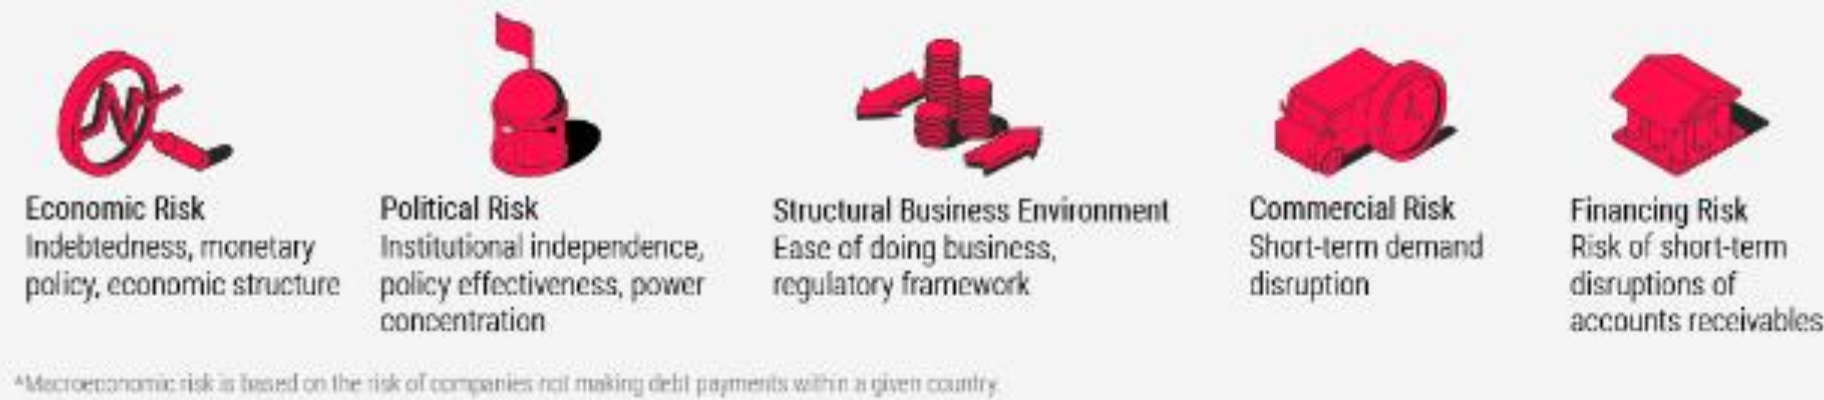 Economic Risk
Indebtedness, monetary
policy, economic structure
Political Risk
Institutional independence,
policy effectiveness, power
concentration
Structural Business Environment
Ease of doing business,
regulatory framework
Commercial Risk
Short-term demand
disruption
Financing Risk
Risk of short-term
disruptions of
accounts receivables
*Macroeconomic risk is based on the risk of companies not making debt payments within a given country.